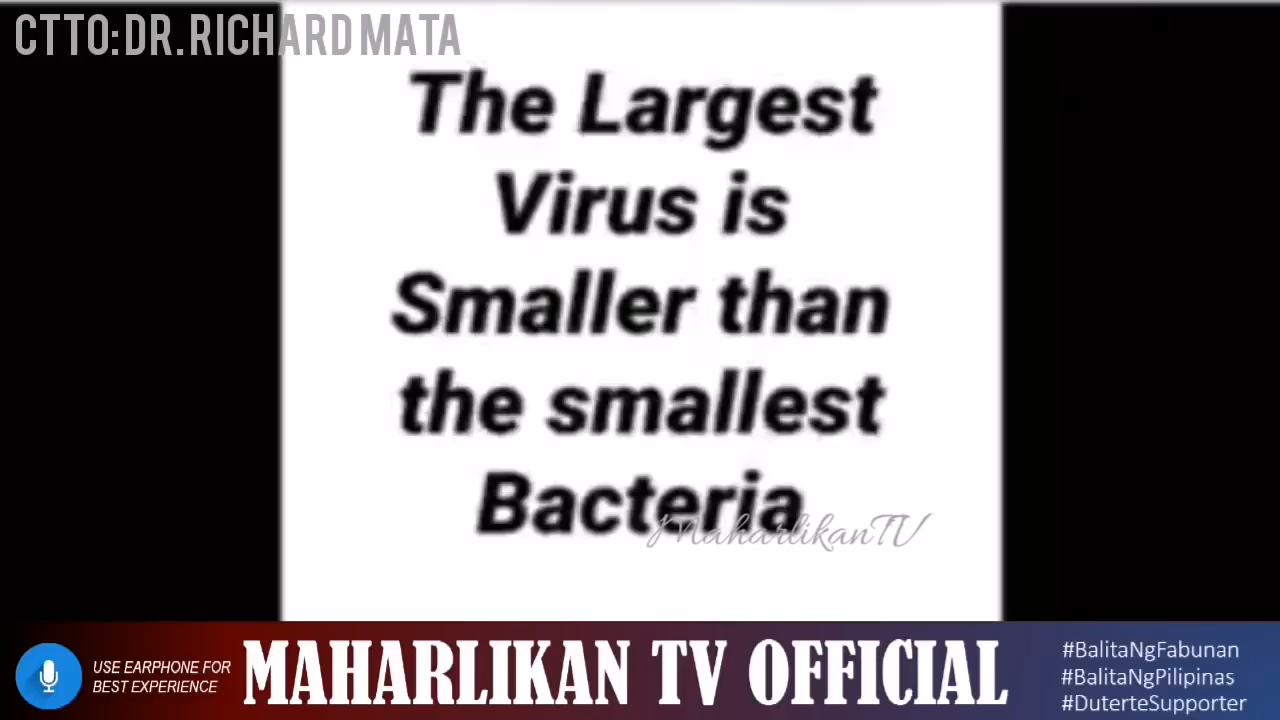 CTTO:DR.RICHARD MATA
The Largest
Virus is
Smaller than
the smallest
Bacteria
MaharlikanTV
USE EARPHONE FOR
BEST EXPERIENCE
MAHARLIKAN TV OFFICIAL
#BalitaNgFabunan
#BalitaNgPilipinas
#DuterteSupporter